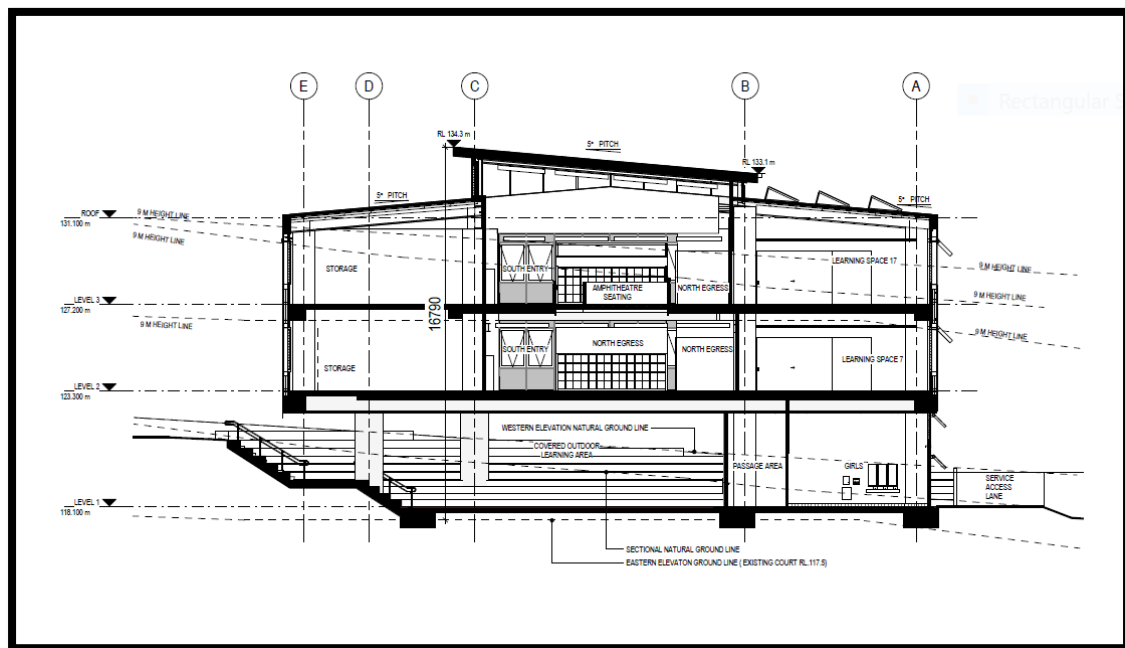 E
D
C
B
A
Rectangular S
RL 134.3 m
5° PITCH
RL 133.1 m
5° PITCH
5° PITCH
ROOF
131.100 m
9 M HEIGHT LINE
9 M HEIGHT LINE
STORAGE
SOUTH ENTRY
AMPHITHEATRE
SEATING
NORTH EGRESS
LEARNING SPACE 17
9 M HEIGHT LINE
LEVEL 3
127.200 m
9 M HEIGHT LINE
16790
9 M HEIGHT LINE
9 M HEIGHT LINE
SOUTH ENTRY
NORTH EGRESS
NORTH EGRESS
STORAGE
LEARNING SPACE 7
LEVEL 2
123.300 m
WESTERN ELEVATION NATURAL GROUND LINE
COVERED OUTDOOR
LEARNING AREA
PASSAGE AREA
GIRLS
SERVICE
ACCESS
LANE
LEVEL 1
118.100 m
SECTIONAL NATURAL GROUND LINE
EASTERN ELEVATON GROUND LINE ( EXISTING COURT RL.117.5)